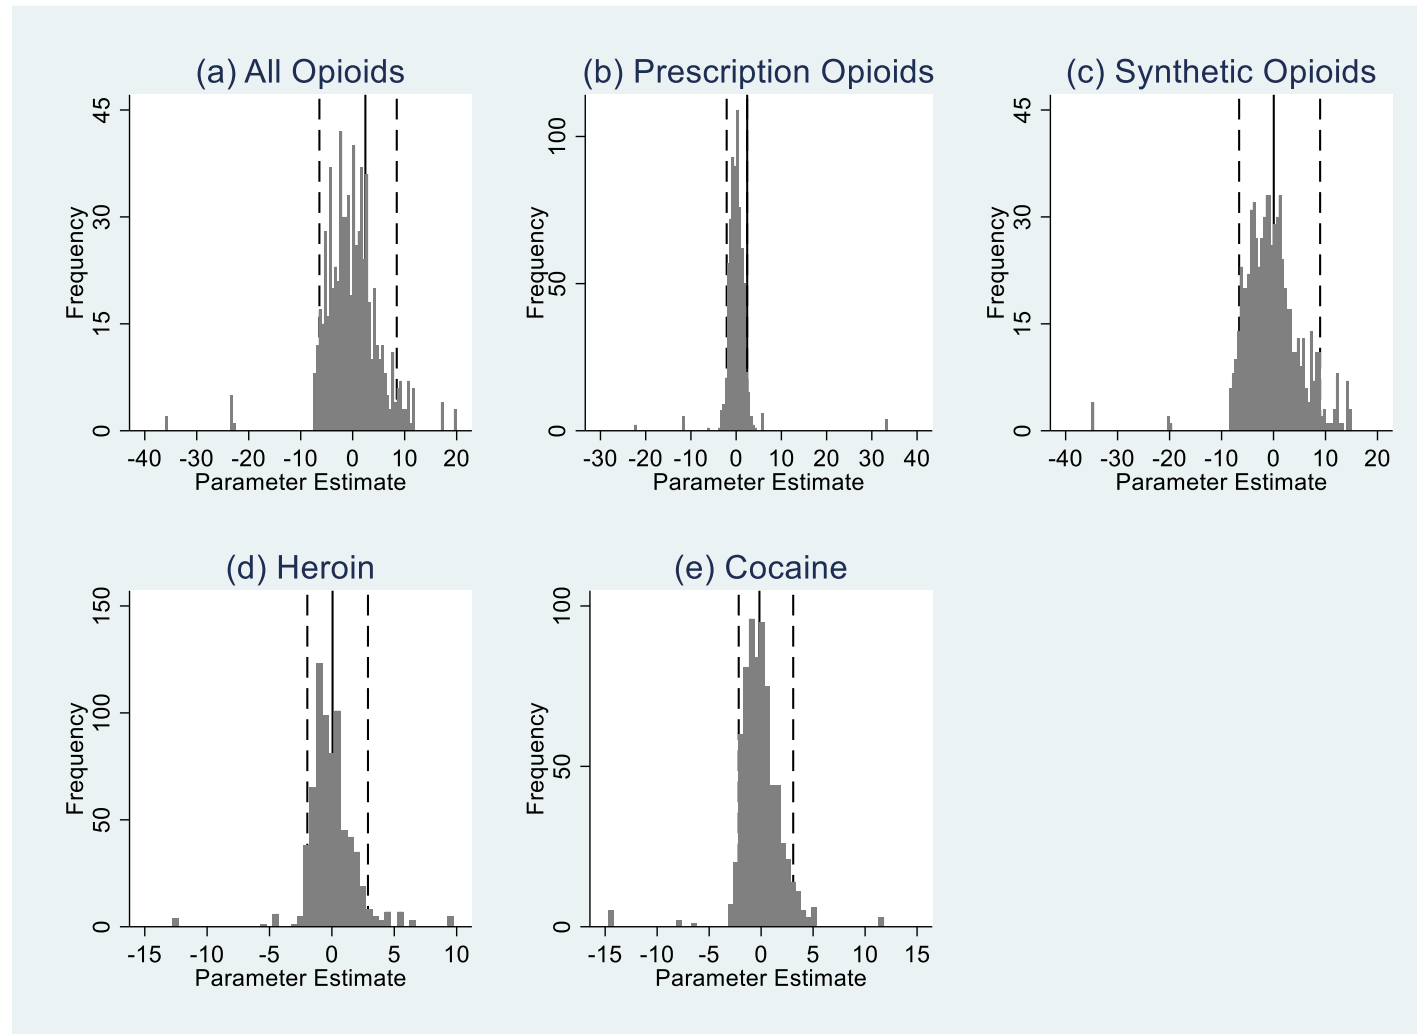 (a) All Opioids
Frequency
45
30
15
0
-40 -30 -20 -10 0 10 20
Parameter Estimate
(b) Prescription Opioids
Frequency
100
50
0
-30 -20 -10 0 10 20 30 40
Parameter Estimate
(c) Synthetic Opioids
Frequency
45
30
15
0
-40 -30 -20 -10 0 10 20
Parameter Estimate
(d) Heroin
Frequency
150
100
50
0
-15 -10 -5 0 5 10
Parameter Estimate
(e) Cocaine
Frequency
100
50
0
-15 -10 -5 0 5 10 15
Parameter Estimate